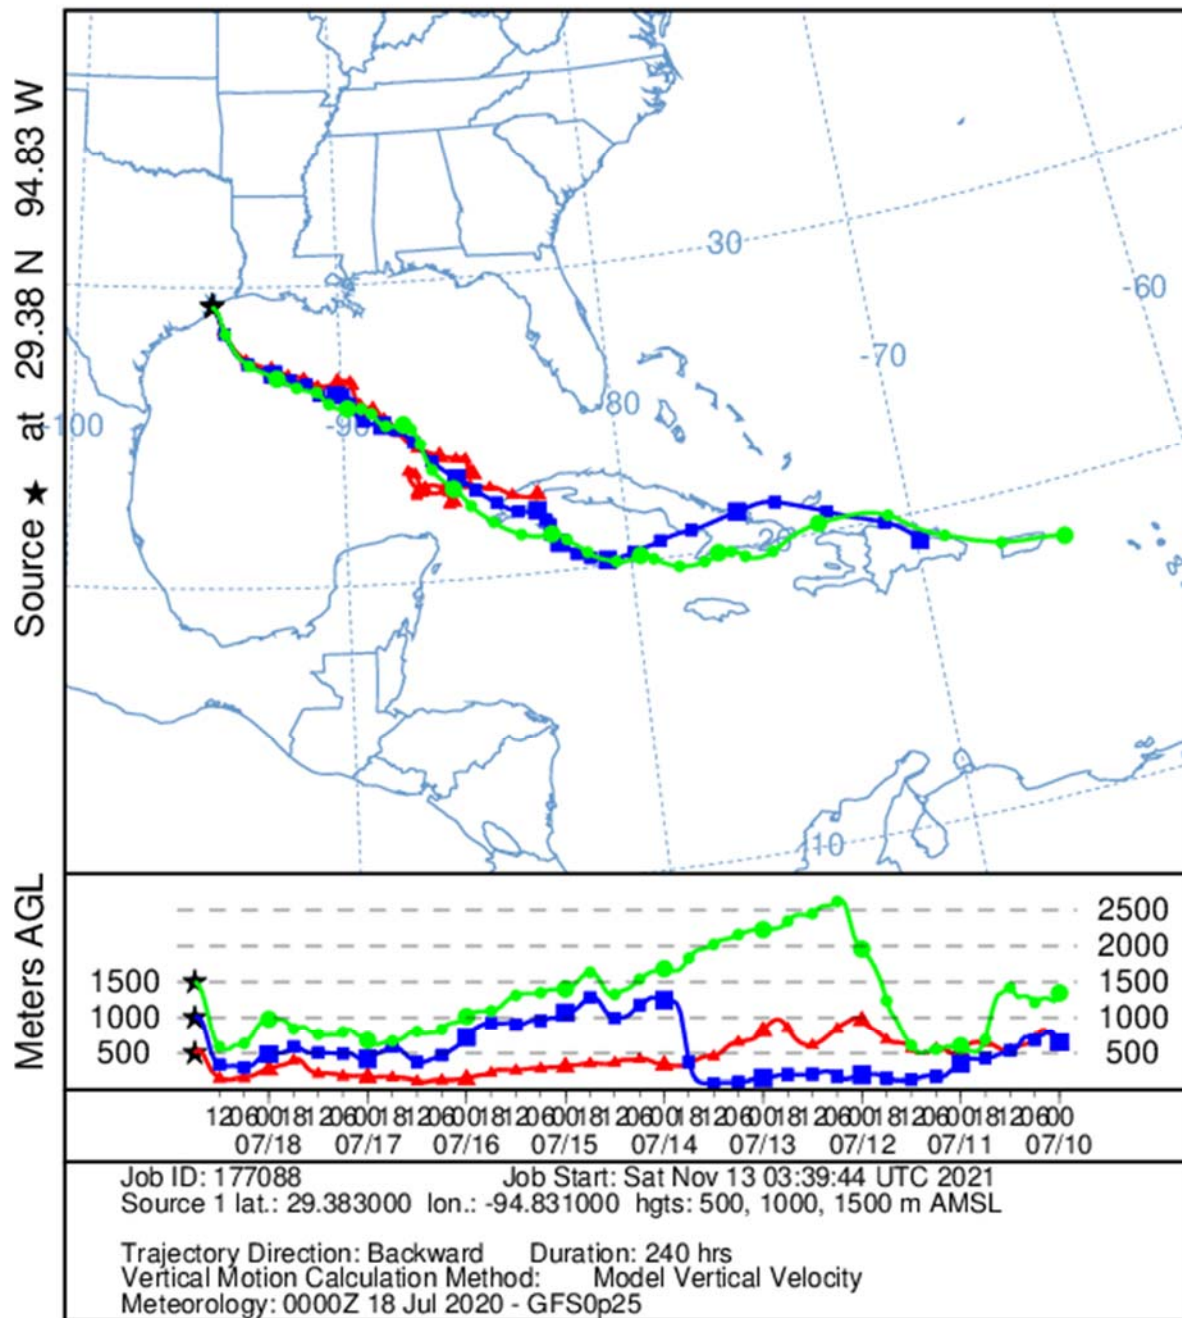 Source ★ at 29.38 N 94.83 W
30
-60
-70
-100
-90
80
20
10
Meters AGL
2500
2000
1500
1500
1000
1000
500
500
07/18 07/17 07/16 07/15 07/14 07/13 07/12 07/11 07/10
Job ID: 177088 Job Start: Sat Nov 13 03:39:44 UTC 2021
Source 1 lat.: 29.383000 lon.: -94.831000 hgts: 500, 1000, 1500 m AMSL
Trajectory Direction: Backward Duration: 240 hrs
Vertical Motion Calculation Method: Model Vertical Velocity
Meteorology: 0000Z 18 Jul 2020 - GFS0p25